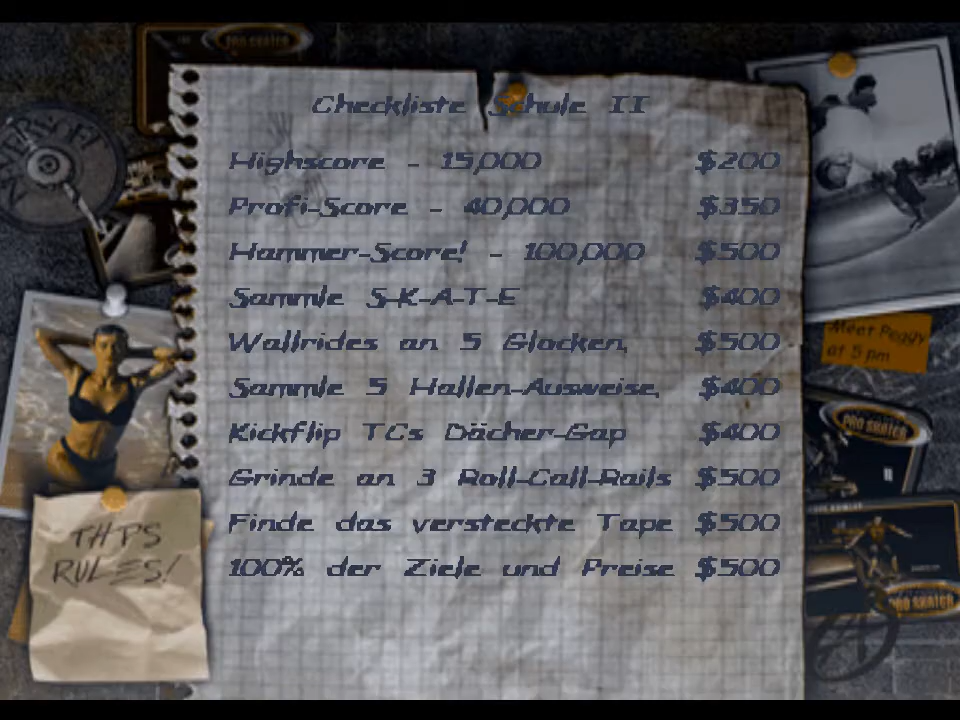 PRO SKATER
Checkliste Schule II
Highscore - 15,000 $200
Profi-Score - 40,000 $350
Hammer-Score! - 100,000 $500
Sammle S-K-A-T-E $400
Wallrides an 5 Glocken, $500
Sammle 5 Hallen-Ausweise, $400
Kickflip TCs Dächer-Gap $400
Grinde an 3 Roll-Call-Rails $500
Finde das versteckte Tape $500
100% der Ziele und Preise $500
Meet Peggy
at 5 pm
PRO SKATER
THPS
RULES!
PRO SKATER